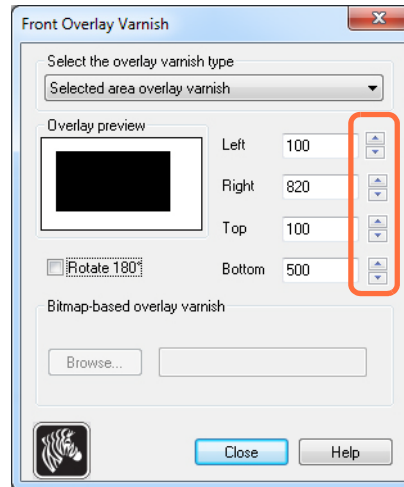 Front Overlay Varnish
Select the overlay varnish type
Selected area overlay varnish
Overlay preview
Left 100
Right 820
Top 100
Rotate 180° Bottom 500
Bitmap-based overlay varnish
Browse...
Close Help